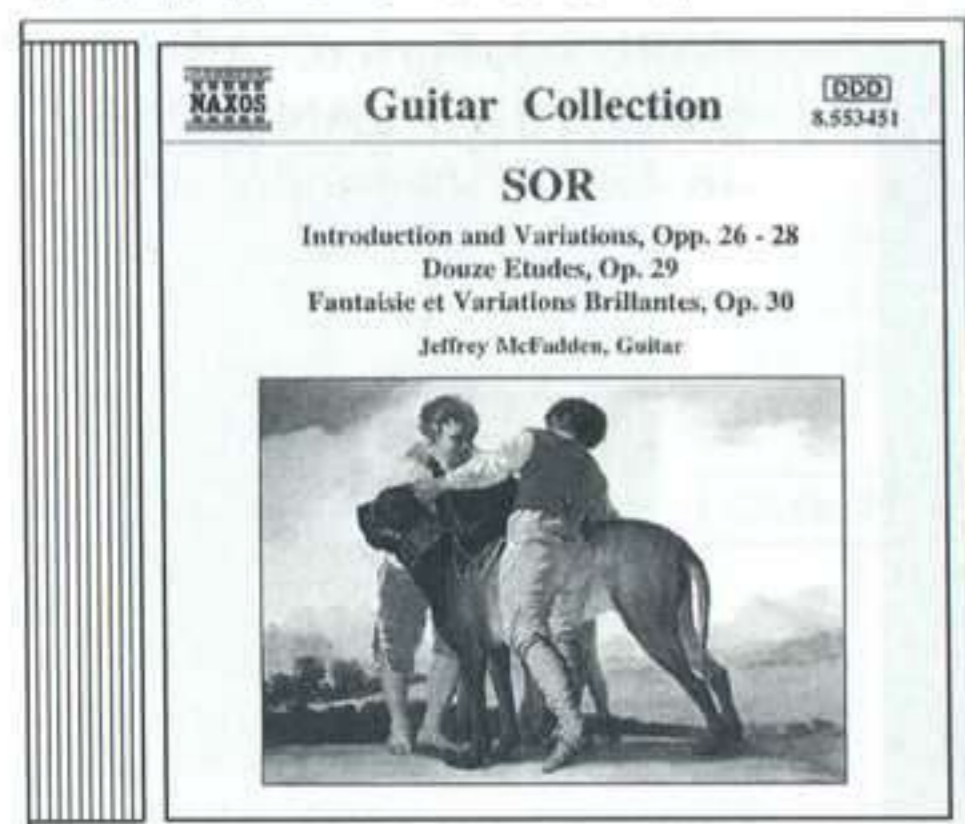 NAXOS
Guitar Collection
DDD
8.553451
SOR
Introduction and Variations, Opp. 26 - 28
Douze Etudes, Op. 29
Fantaisie et Variations Brillantes, Op. 30
Jeffrey McFadden, Guitar